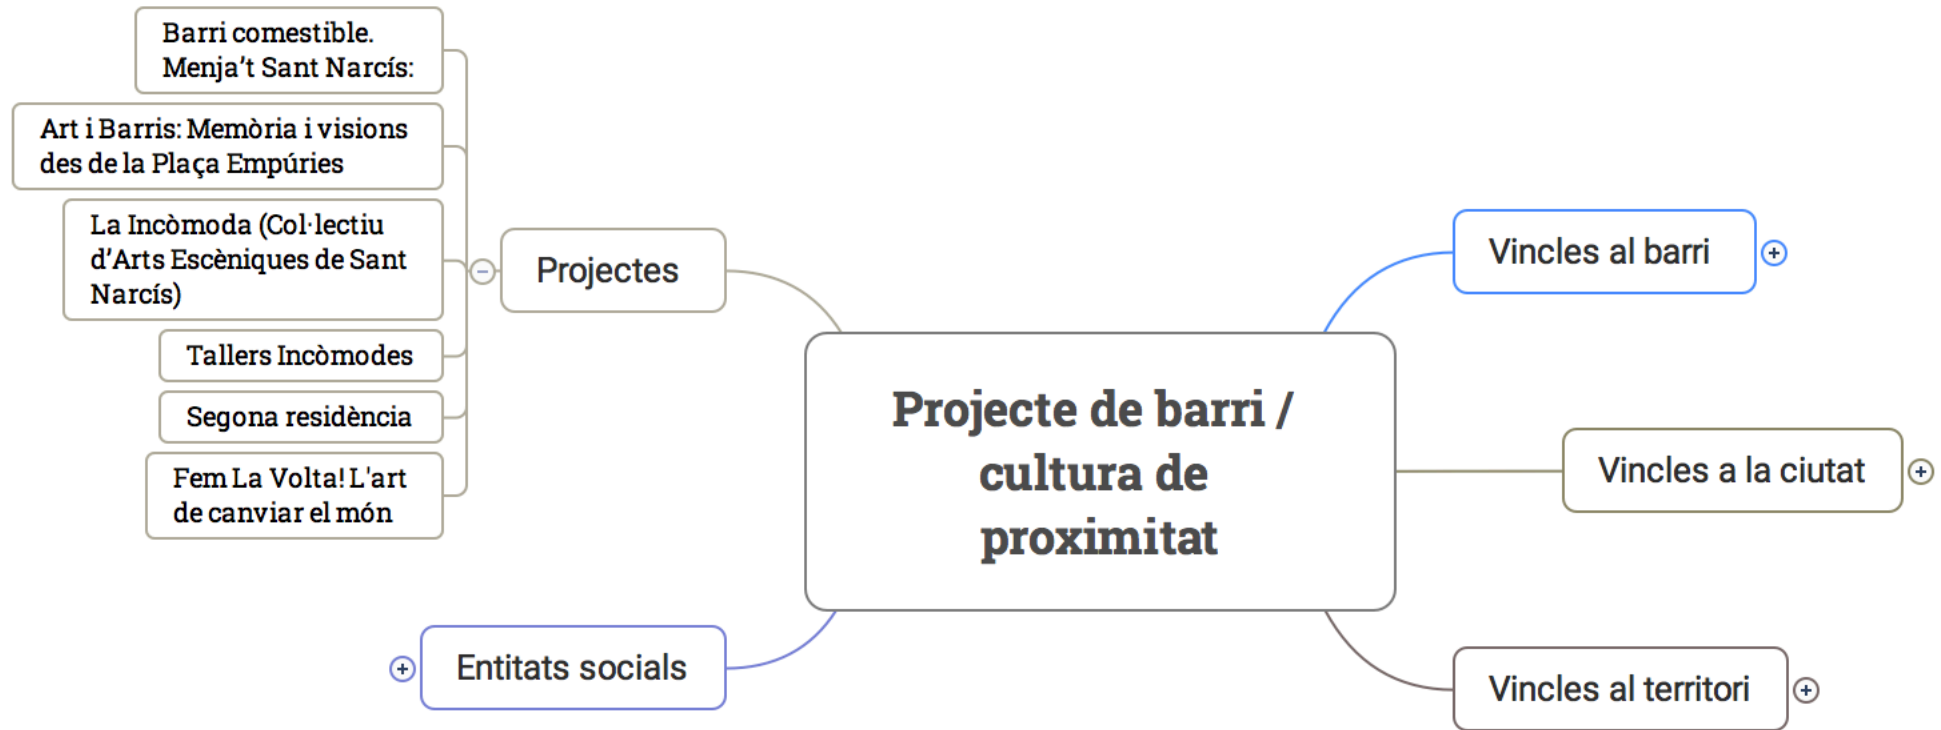 Barri comestible.
Menja’t Sant Narcís:
Art i Barris: Memòria i visions
des de la Plaça Empúries
La Incòmoda (Col·lectiu
d’Arts Escèniques de Sant
Narcís)
Tallers Incòmodes
Segona residència
Fem La Volta! L'art
de canviar el món
Projectes
Entitats socials
Projecte de barri /
cultura de
proximitat
Vincles al barri
Vincles a la ciutat
Vincles al territori